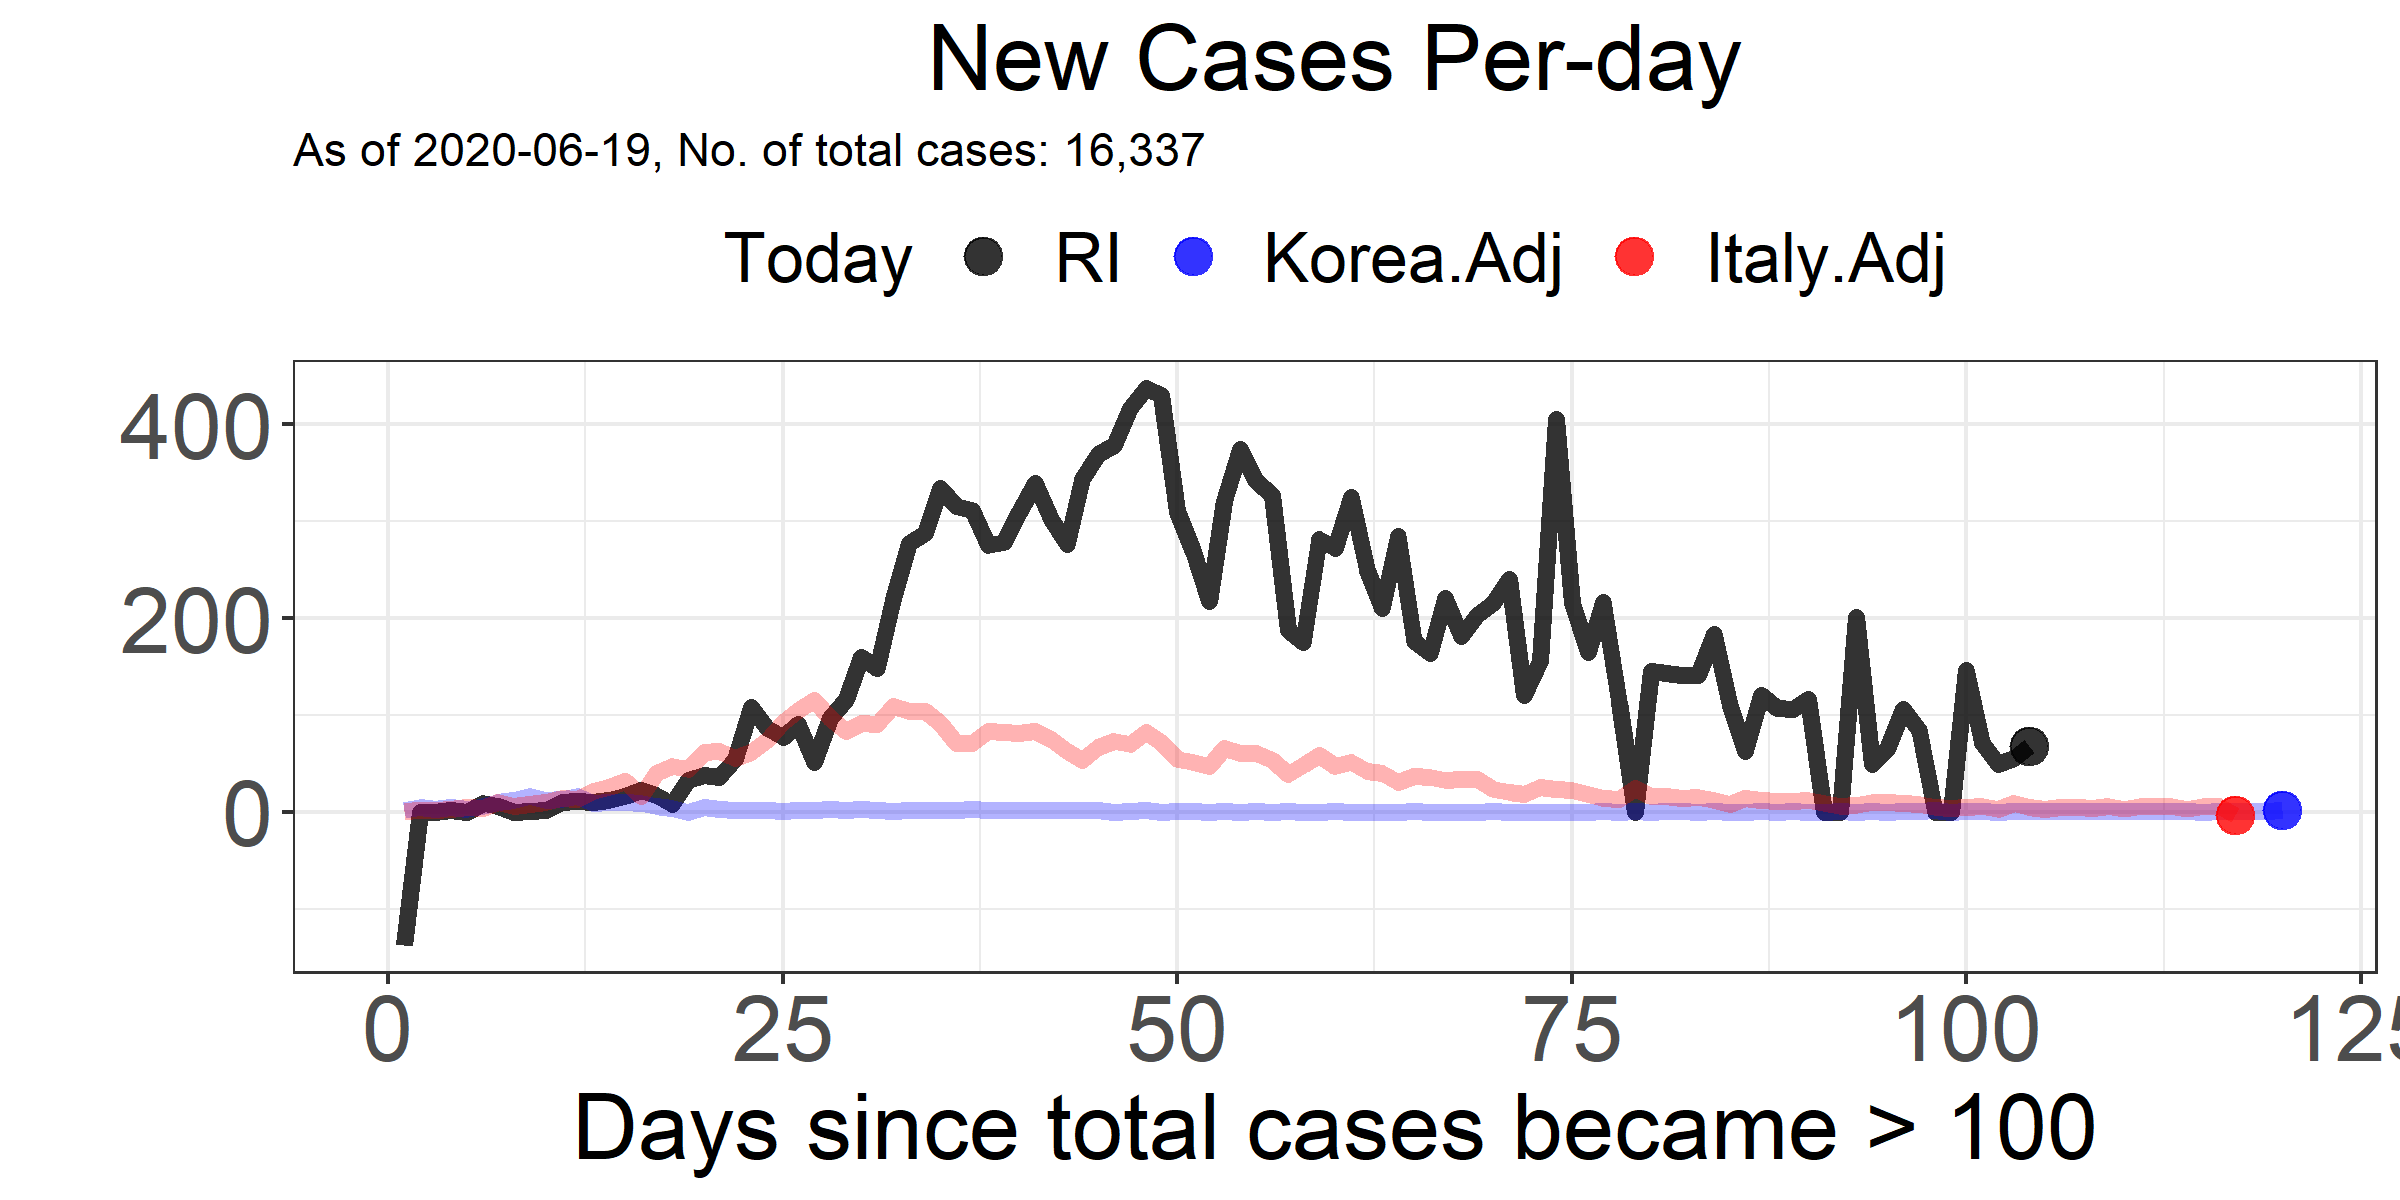 New Cases Per-day
As of 2020-06-19, No. of total cases: 16,337
Today RI Korea.Adj Italy.Adj
400
200
0
0 25 50 75 100 125
Days since total cases became > 100